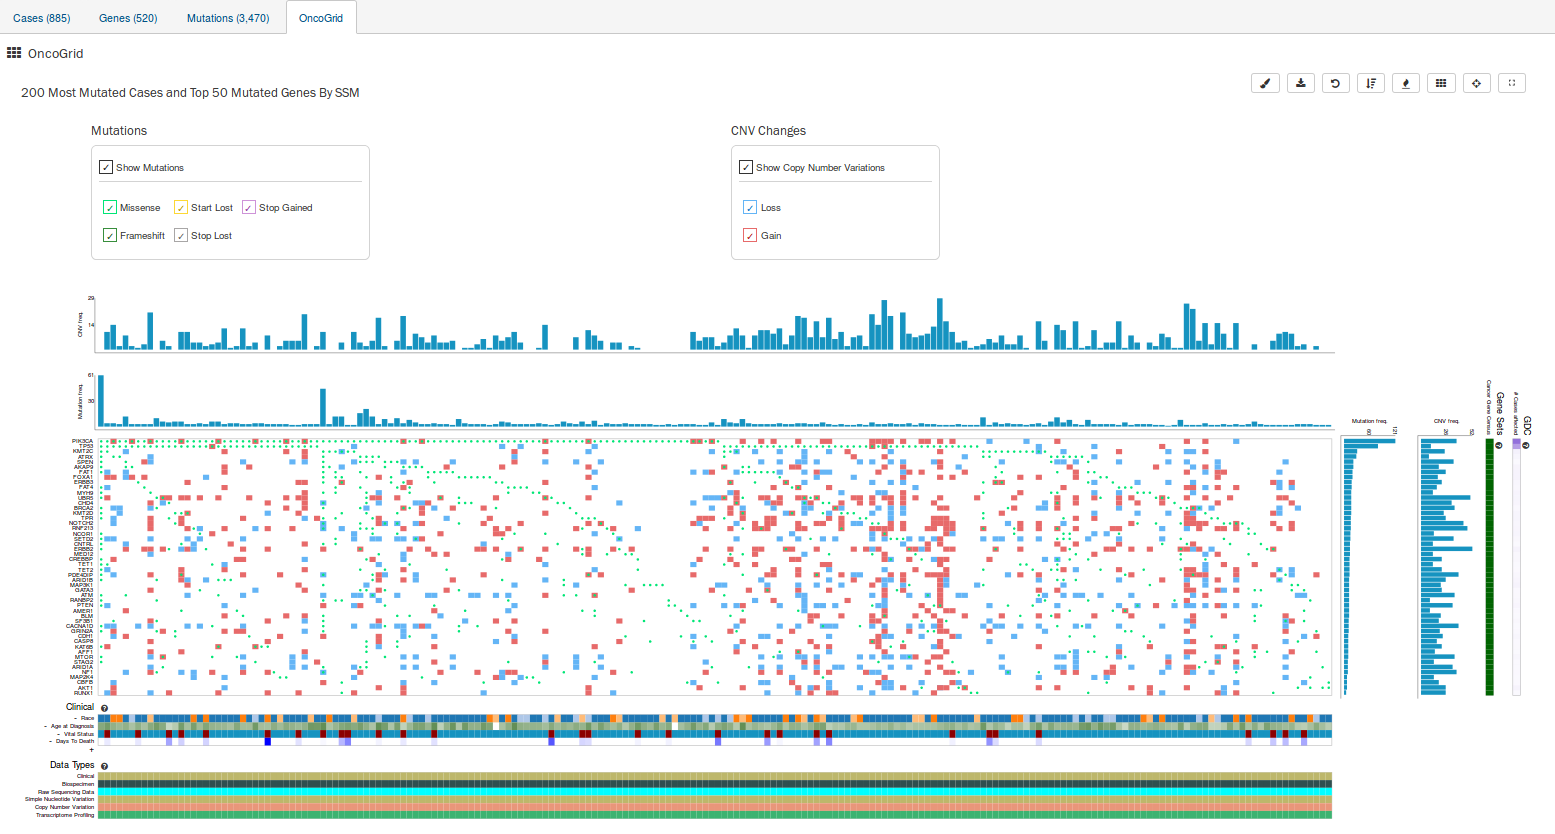 Cases (885) Genes (520) Mutations (3,470) OncoGrid
OncoGrid
200 Most Mutated Cases and Top 50 Mutated Genes By SSM
Mutations CNV Changes
Show Mutations Show Copy Number Variations
Missense Start Lost Stop Gained Loss
Frameshift Stop Lost Gain
CNV freq.
29
14
Mutation freq.
61
30
Mutation freq.
60
121
CNV freq.
26
52
Cancer Gene Census
Gene Sets
# Cases affected
GDC
PIK3CA
TP53
KMT2C
ATRX
SPEN
AKAP9
FAT1
FOXA1
ERBB3
FAT4
MYH9
UBR5
CHD4
BRCA2
KMT2D
TPR
NOTCH2
RNF213
NCOR1
SETD2
CNTRL
ERBB2
MED12
CREBBP
TET1
TET2
PDE4DIP
ARID1B
MAP3K1
GATA3
ATM
RANBP2
PTEN
AMER1
BLM
SF3B1
CACNA1D
GRIN2A
CDH1
CASP8
KAT6B
AFF1
MTOR
STAG2
ARID1A
NF1
MAP2K4
CBFB
AKT1
RUNX1
Clinical
- Race
- Age at Diagnosis
- Vital Status
- Days To Death
+
Data Types
Clinical
Biospecimen
Raw Sequencing Data
Simple Nucleotide Variation
Copy Number Variation
Transcriptome Profiling